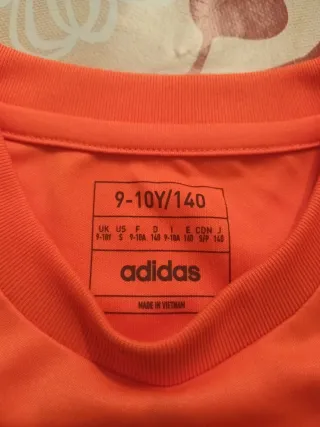 9-10Y/140
UK US F D I E CDN J
9-10Y S 9-10A 140 9-10A 140 S/P 140
adidas
MADE IN VIETNAM